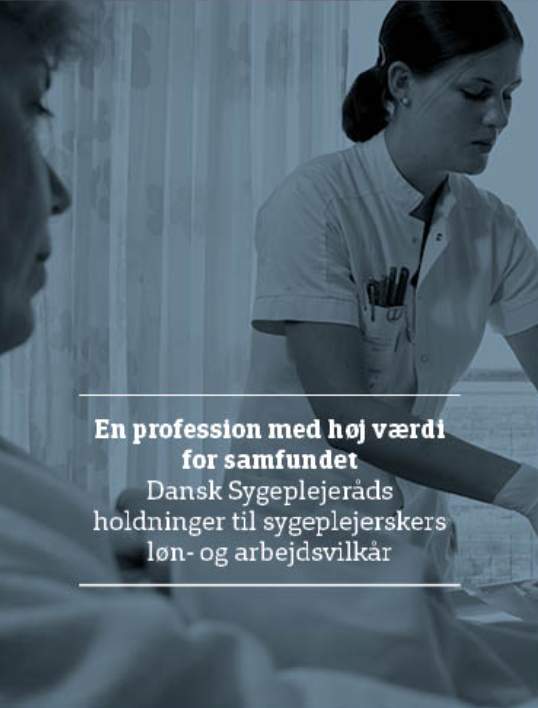 En profession med høj værdi
for samfundet
Dansk Sygeplejeråds
holdninger til sygeplejerskers
løn- og arbejdsvilkår